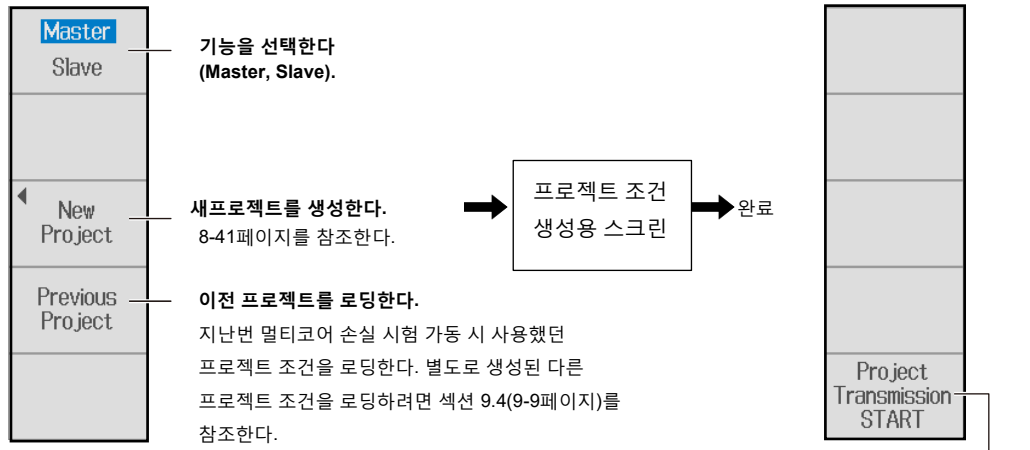 Master
Slave
기능을 선택한다
(Master, Slave).
New
Project
새프로젝트를 생성한다.
8-41페이지를 참조한다.
프로젝트 조건
생성용 스크린
완료
Previous
Project
이전 프로젝트를 로딩한다.
지난번 멀티코어 손실 시험 가동 시 사용했던
프로젝트 조건을 로딩한다. 별도로 생성된 다른
프로젝트 조건을 로딩하려면 섹션 9.4(9-9페이지)를
참조한다.
Project
Transmission
START